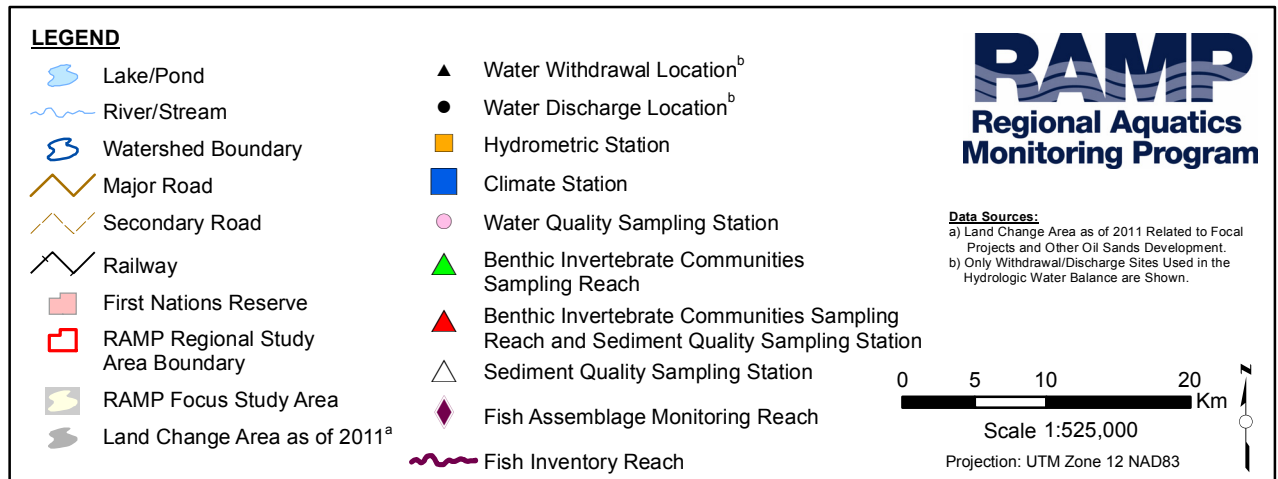 LEGEND
Lake/Pond
River/Stream
Watershed Boundary
Major Road
Secondary Road
Railway
First Nations Reserve
RAMP Regional Study
Area Boundary
RAMP Focus Study Area
Land Change Area as of 2011a
Water Withdrawal Locationb
Water Discharge Locationb
Hydrometric Station
Climate Station
Water Quality Sampling Station
Benthic Invertebrate Communities
Sampling Reach
Benthic Invertebrate Communities Sampling
Reach and Sediment Quality Sampling Station
Sediment Quality Sampling Station
Fish Assemblage Monitoring Reach
Fish Inventory Reach
RAMP
Regional Aquatics
Monitoring Program
Data Sources:
a) Land Change Area as of 2011 Related to Focal
Projects and Other Oil Sands Development.
b) Only Withdrawal/Discharge Sites Used in the
Hydrologic Water Balance are Shown.
0 5 10 20
Km
N
Scale 1:525,000
Projection: UTM Zone 12 NAD83